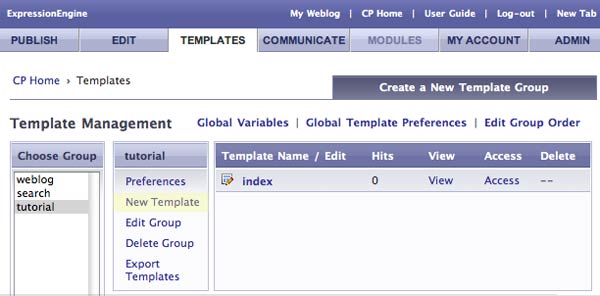 ExpressionEngine
My Weblog | CP Home | User Guide | Log-out | New Tab
PUBLISH EDIT TEMPLATES COMMUNICATE MODULES MY ACCOUNT ADMIN
CP Home › Templates
Create a New Template Group
Template Management Global Variables | Global Template Preferences | Edit Group Order
Choose Group
weblog
search
tutorial
tutorial
Preferences
New Template
Edit Group
Delete Group
Export
Templates
Template Name / Edit Hits View Access Delete
index 0 View Access --